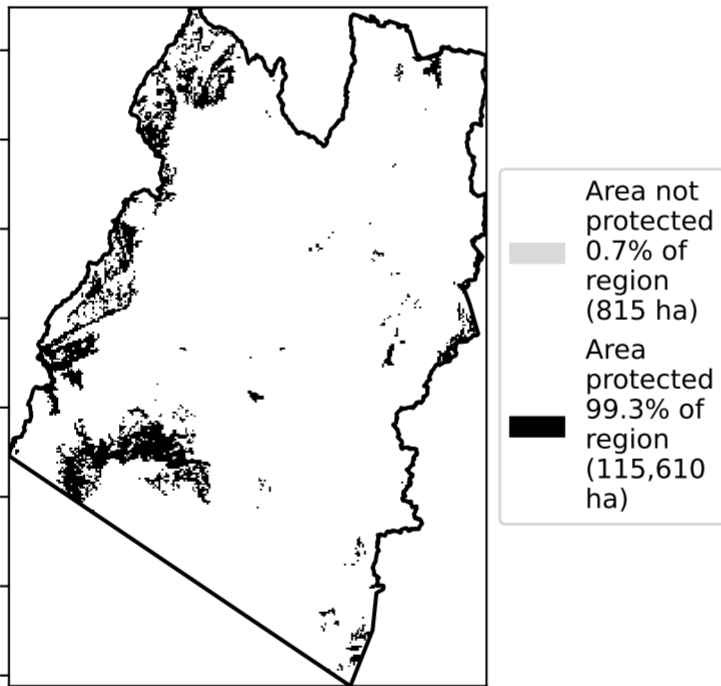 Area not
protected
0.7% of
region
(815 ha)
Area
protected
99.3% of
region
(115,610
ha)